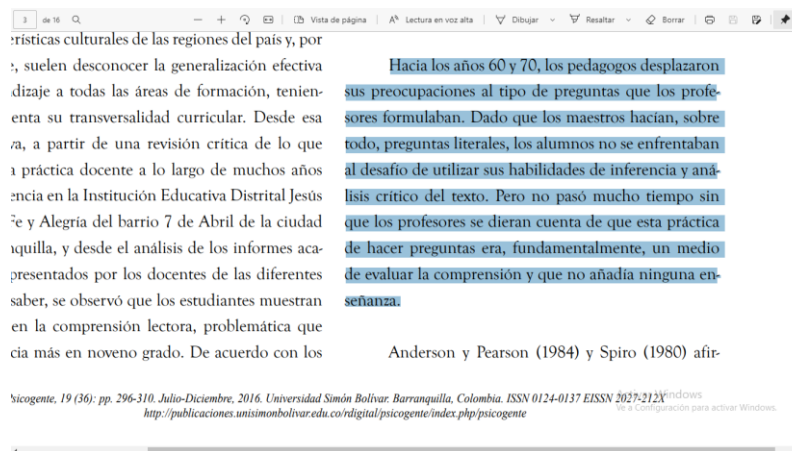 3 de 16 Vista de página Lectura en voz alta Dibujar Resaltar Borrar
culturales de las regiones del país y, por
suelen desconocer la generalización efectiva
a todas las áreas de formación, tenien-
su transversalidad curricular. Desde esa
a partir de una revisión crítica de lo que
práctica docente a lo largo de muchos años
en la Institución Educativa Distrital Jesús
Fe y Alegría del barrio 7 de Abril de la ciudad
y desde el análisis de los informes aca-
presentados por los docentes de las diferentes
saber, se observó que los estudiantes muestran
en la comprensión lectora, problemática que
más en noveno grado. De acuerdo con los
Hacia los años 60 y 70, los pedagogos desplazaron
sus preocupaciones al tipo de preguntas que los profe-
sores formulaban. Dado que los maestros hacían, sobre
todo, preguntas literales, los alumnos no se enfrentaban
al desafío de utilizar sus habilidades de inferencia y aná-
lisis crítico del texto. Pero no pasó mucho tiempo sin
que los profesores se dieran cuenta de que esta práctica
de hacer preguntas era, fundamentalmente, un medio
de evaluar la comprensión y que no añadía ninguna en-
señanza.
Anderson y Pearson (1984) y Spiro (1980) afir-
19 (36): pp. 296-310. Julio-Diciembre, 2016. Universidad Simón Bolívar. Barranquilla, Colombia. ISSN 0124-0137 EISSN 2027-212X
http://publicaciones.unisimonbolivar.edu.co/rdigital/psicogente/index.php/psicogente
Windows
Ve a Configuración para activar Windows.